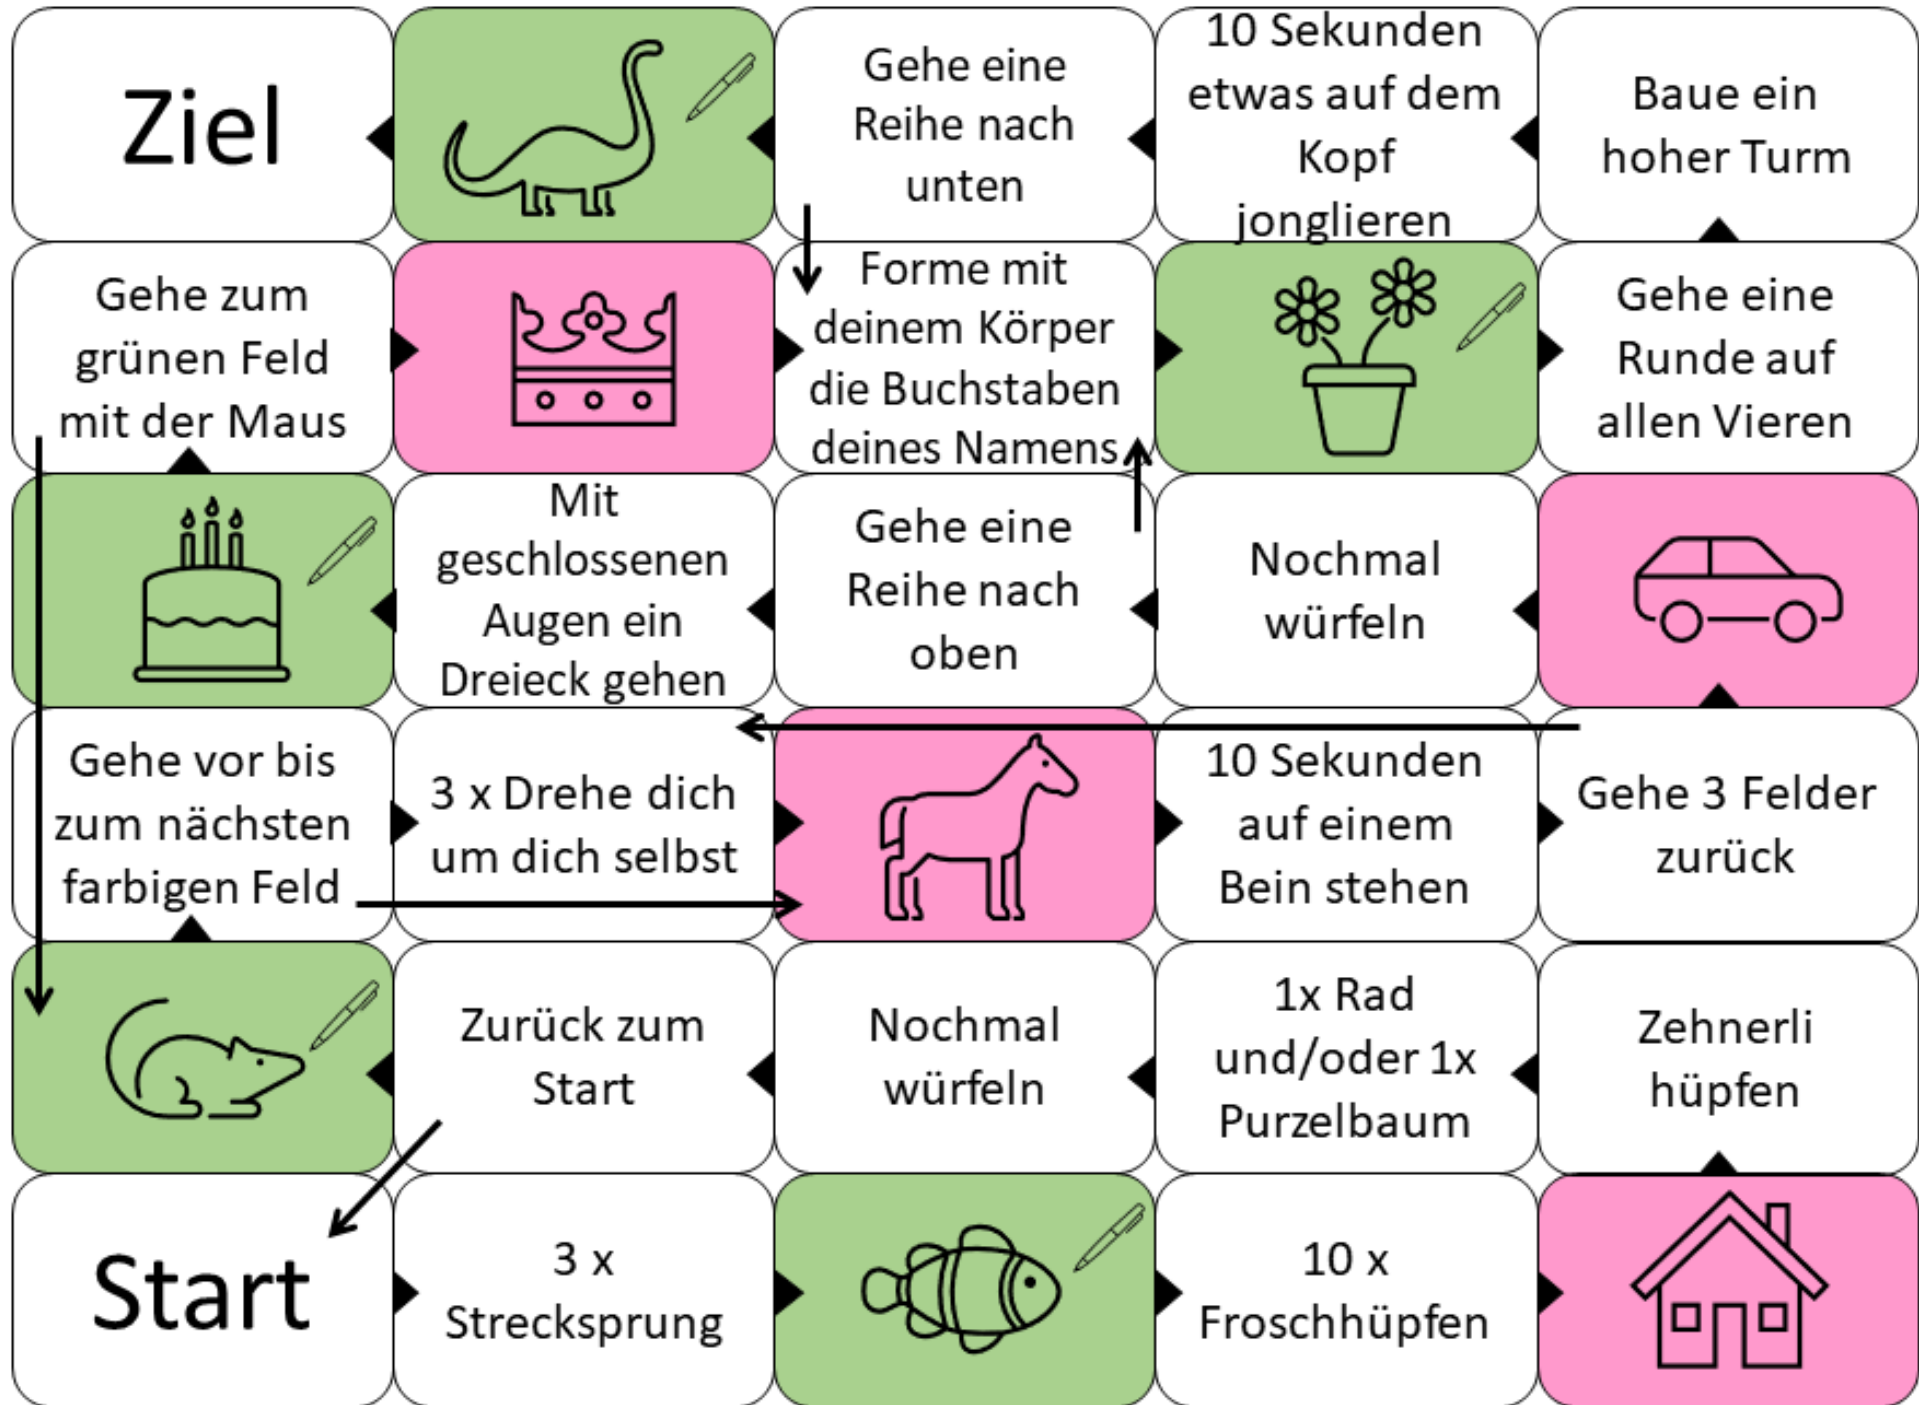 Ziel
Gehe eine
Reihe nach
unten
10 Sekunden
etwas auf dem
Kopf
jonglieren
Baue ein
hoher Turm
Gehe zum
grünen Feld
mit der Maus
Forme mit
deinem Körper
die Buchstaben
deines Namens
Gehe eine
Runde auf
allen Vieren
Mit
geschlossenen
Augen ein
Dreieck gehen
Gehe eine
Reihe nach
oben
Nochmal
würfeln
Gehe vor bis
zum nächsten
farbigen Feld
3 x Drehe dich
um dich selbst
10 Sekunden
auf einem
Bein stehen
Gehe 3 Felder
zurück
Zurück zum
Start
Nochmal
würfeln
1x Rad
und/oder 1x
Purzelbaum
Zehnerli
hüpfen
Start
3 x
Strecksprung
10 x
Froschhüpfen